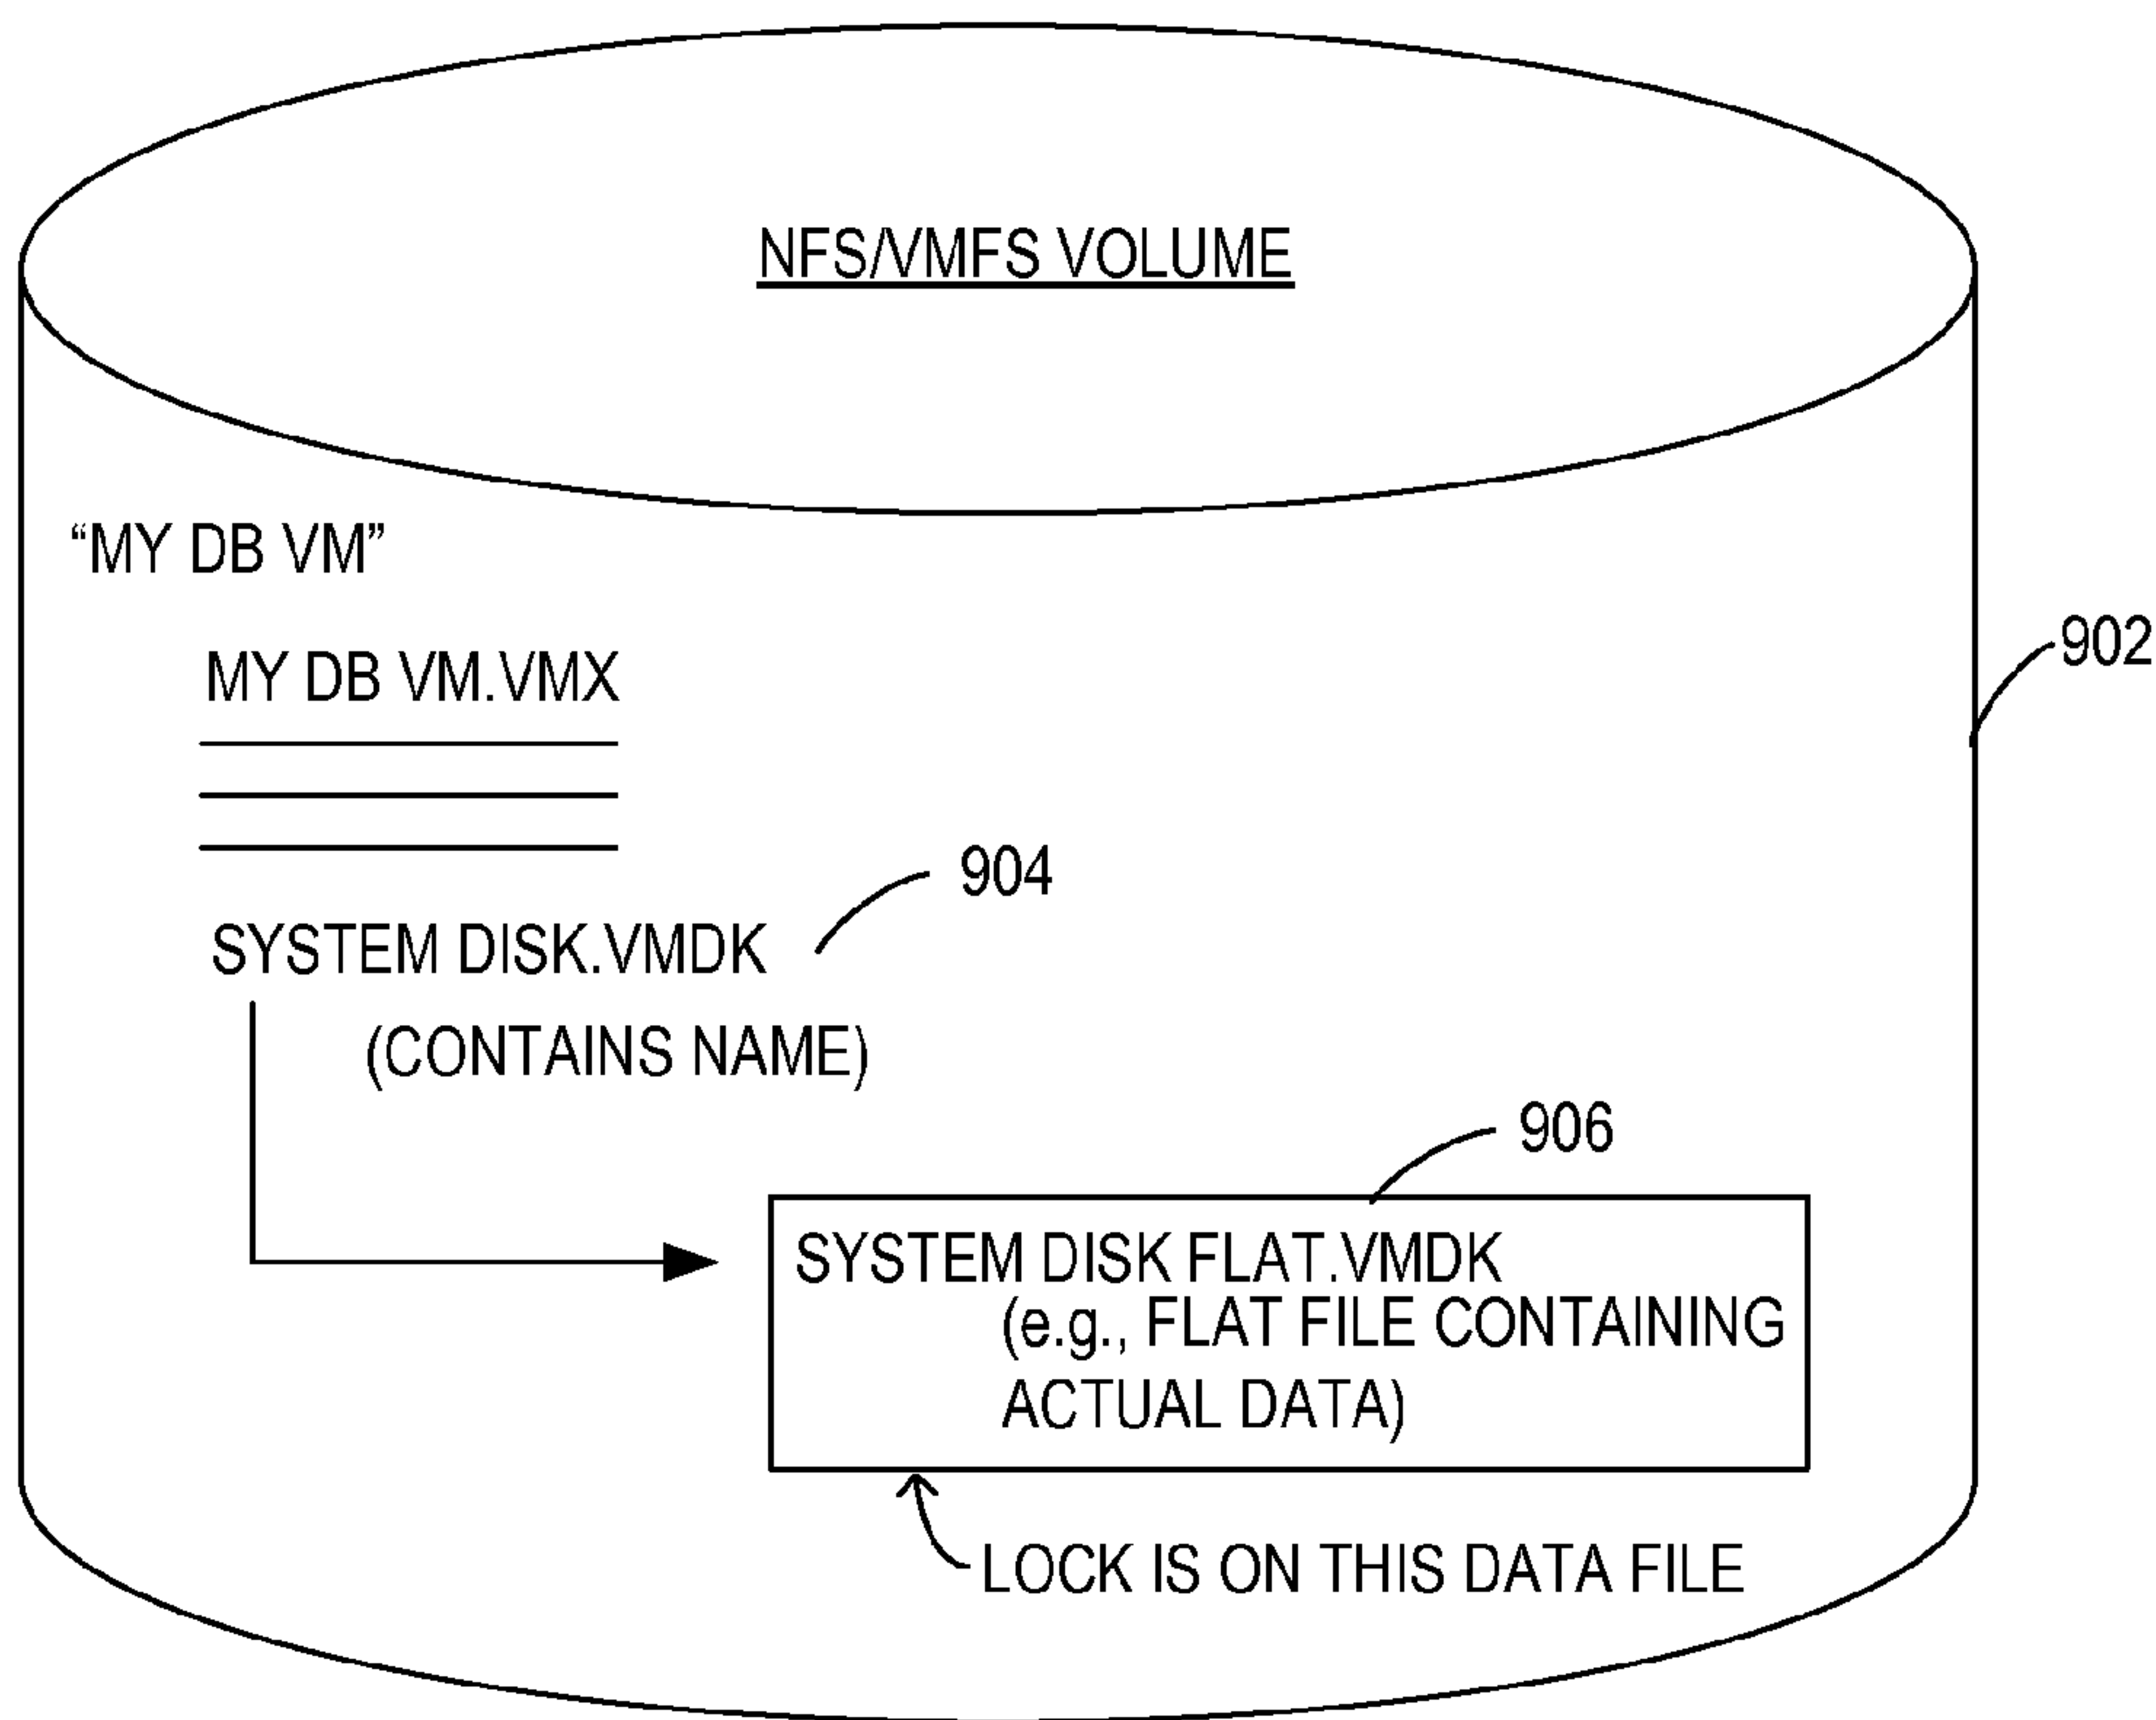 NFS/VMFS VOLUME
“MY DB VM”
MY DB VM.VMX
902
904
SYSTEM DISK.VMDK
(CONTAINS NAME)
906
SYSTEM DISK FLAT.VMDK
(e.g., FLAT FILE CONTAINING
ACTUAL DATA)
LOCK IS ON THIS DATA FILE